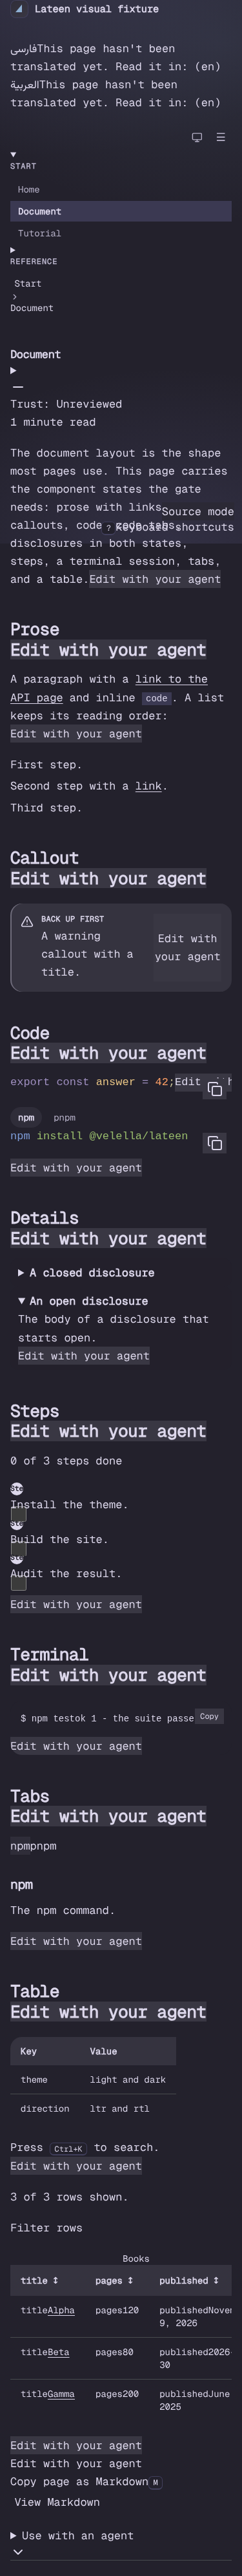 Lateen visual fixture
فارسیThis page hasn't been
translated yet. Read it in: (en)
العربيةThis page hasn't been
translated yet. Read it in: (en)
START
Home
Document
Tutorial
REFERENCE
Start
Document
Document
Trust: Unreviewed
1 minute read
The document layout is the shape
most pages use. This page carries
the component states the gate
needs: prose with links,
Source mode
callouts, code, code tabs,
? Keyboard shortcuts
disclosures in both states,
steps, a terminal session, tabs,
and a table.Edit with your agent
Prose
Edit with your agent
A paragraph with a link to the
API page and inline code. A list
keeps its reading order:
Edit with your agent
First step.
Second step with a link.
Third step.
Callout
Edit with your agent
BACK UP FIRST
A warning
callout with a
title.
Edit with
your agent
Code
Edit with your agent
export const answer = 42;Edit with
npm pnpm
npm install @velella/lateen
Edit with your agent
Details
Edit with your agent
A closed disclosure
An open disclosure
The body of a disclosure that
starts open.
Edit with your agent
Steps
Edit with your agent
0 of 3 steps done
Install the theme.
Build the site.
Audit the result.
Edit with your agent
Terminal
Edit with your agent
$ npm testok 1 - the suite passe
Copy
Edit with your agent
Tabs
Edit with your agent
npmpnpm
npm
The npm command.
Edit with your agent
Table
Edit with your agent
Key Value
theme light and dark
direction ltr and rtl
Press Ctrl+K to search.
Edit with your agent
3 of 3 rows shown.
Filter rows
Books
title ↕ pages ↕ published ↕
titleAlpha pages120 publishedNovem
9, 2026
titleBeta pages80 published2026-
30
titleGamma pages200 publishedJune
2025
Edit with your agent
Edit with your agent
Copy page as Markdown M
View Markdown
Use with an agent